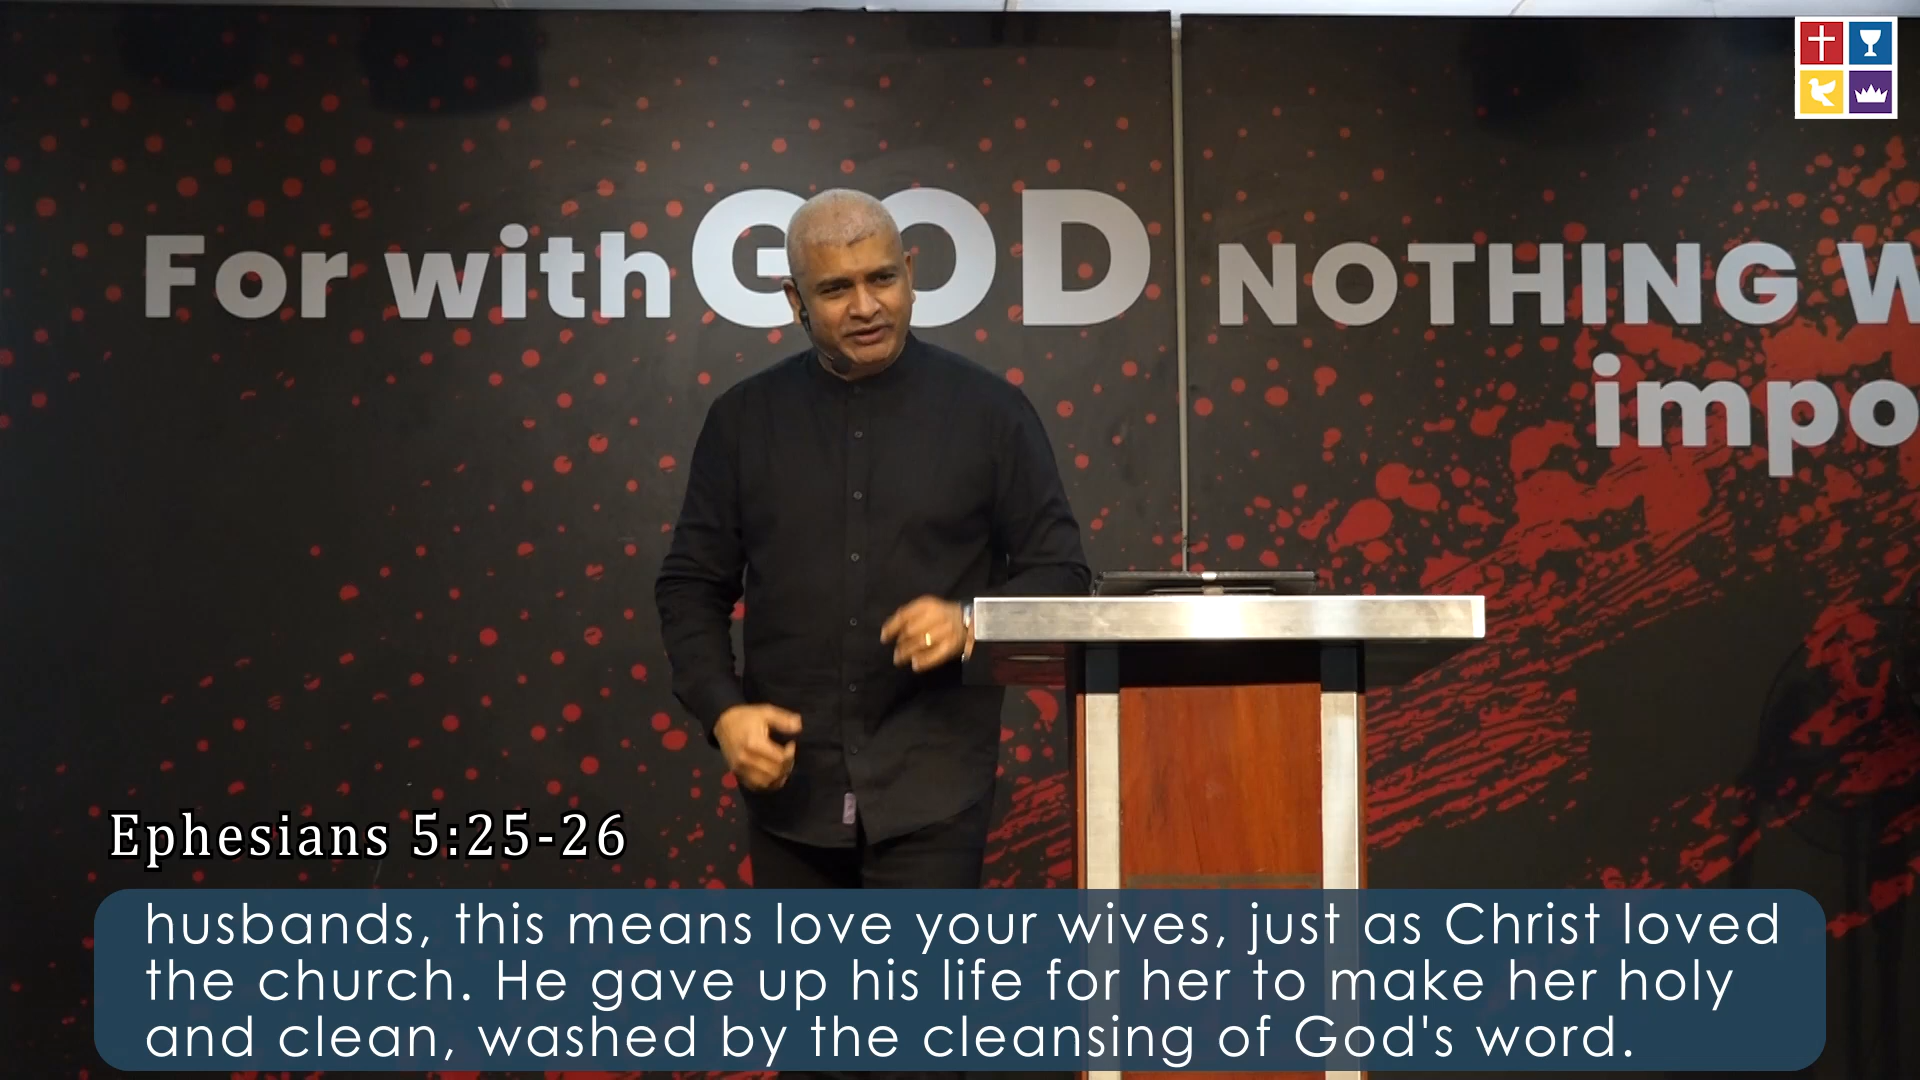 For with GOD NOTHING W
impo
Ephesians 5:25-26
husbands, this means love your wives, just as Christ loved
the church. He gave up his life for her to make her holy
and clean, washed by the cleansing of God's word.